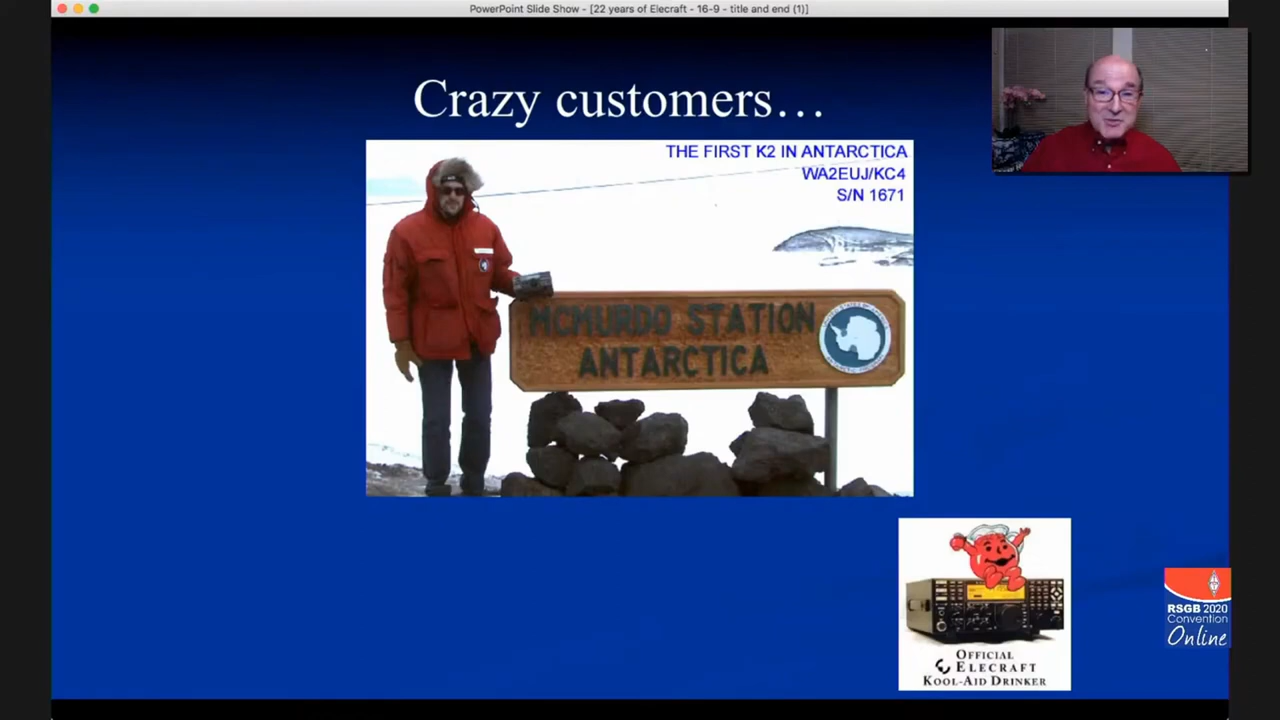 PowerPoint Slide Show - [22 years of Elecraft - 16-9 - title and end (1)]
Crazy customers...
THE FIRST K2 IN ANTARCTICA
WA2EUJ/KC4
S/N 1671
MCMURDO STATION
ANTARCTICA
OFFICIAL
ELECRAFT
KOOL-AID DRINKER
RSGB 2020
Convention
Online